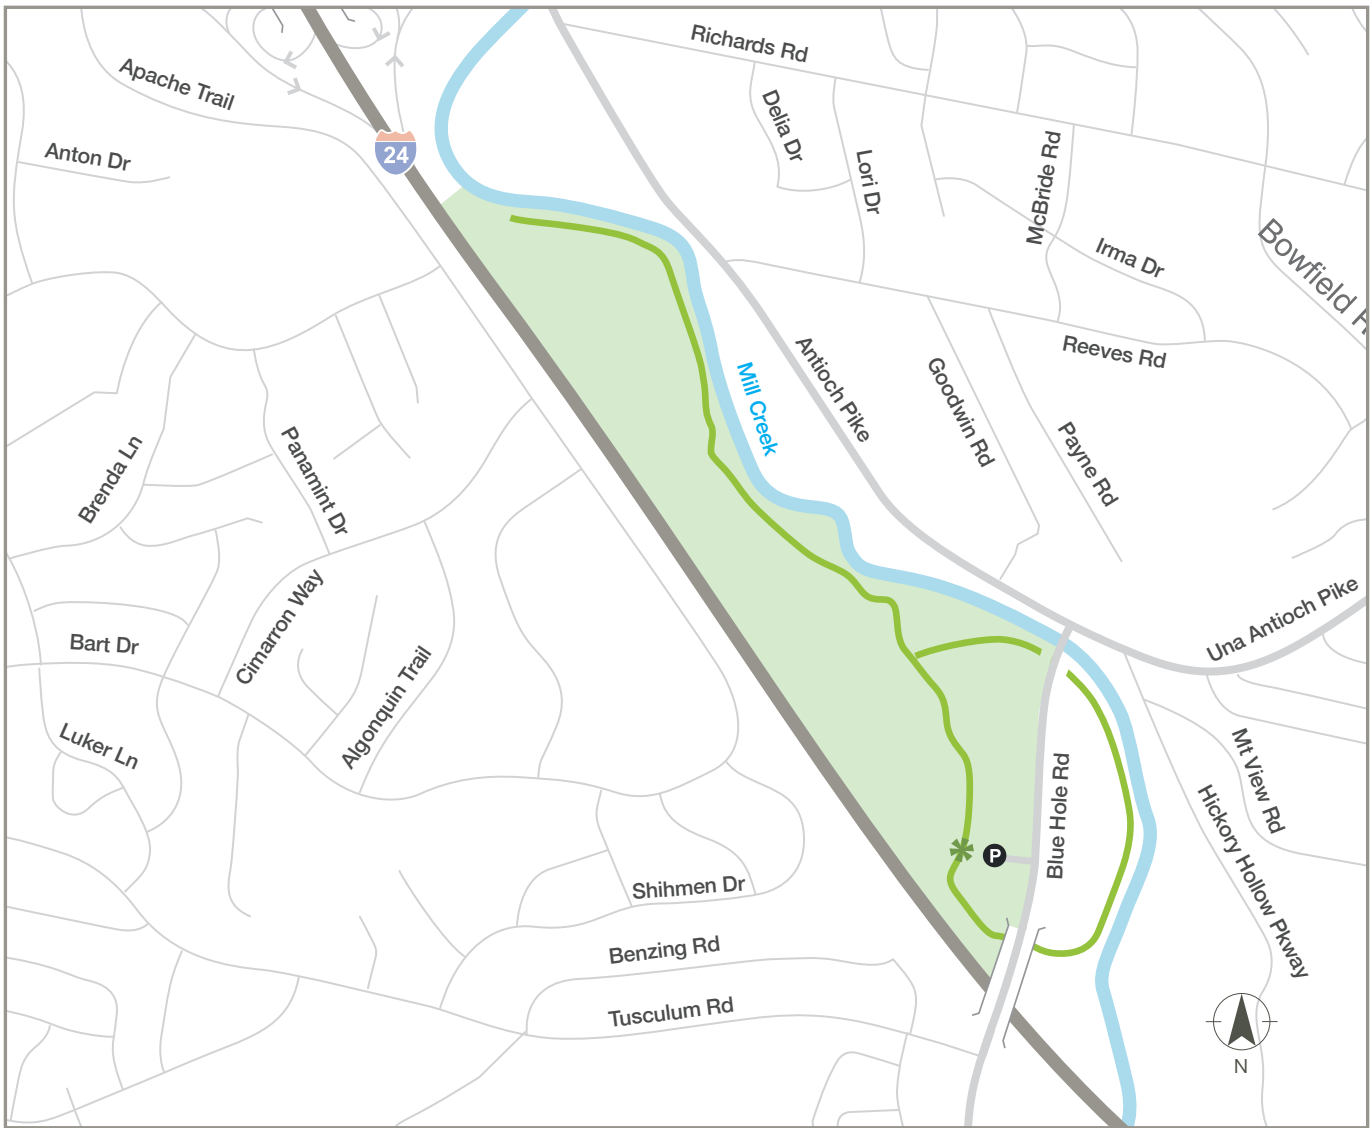 Richards Rd
Apache Trail
Delia Dr
24
Anton Dr
Lori Dr
McBride Rd
Irma Dr
Bowfield
Reeves Rd
Antioch Pike
Mill Creek
Goodwin Rd
Payne Rd
Brenda Ln
Panamint Dr
Cimarron Way
Una Antioch Pike
Bart Dr
Algonquin Trail
Luker Ln
Mt View Rd
Blue Hole Rd
Hickory Hollow Pkway
P
Shihmen Dr
Benzing Rd
Tusculum Rd
N